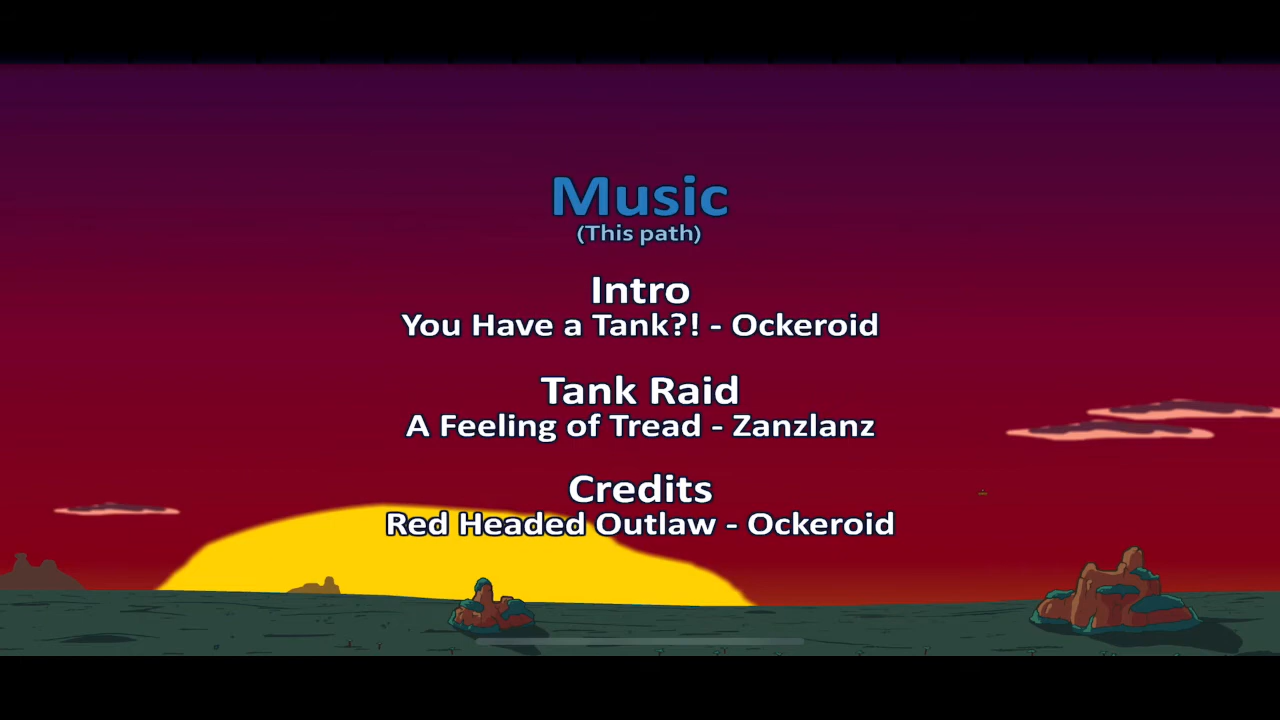 Music
(This path)
Intro
You Have a Tank?! - Ockeroid
Tank Raid
A Feeling of Tread - Zanzlanz
Credits
Red Headed Outlaw - Ockeroid